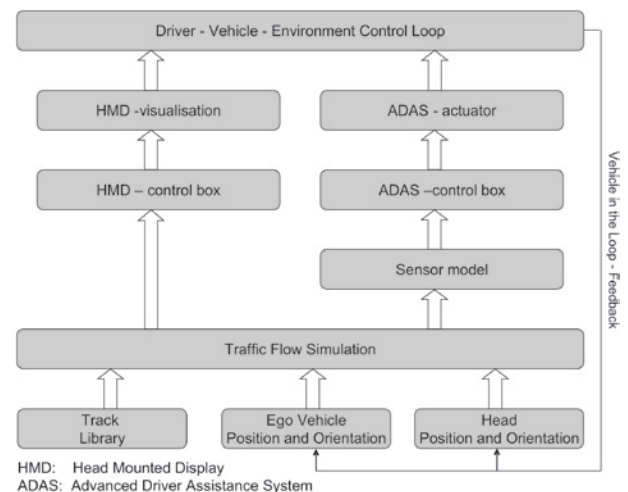 Driver - Vehicle - Environment Control Loop
HMD -visualisation
ADAS - actuator
HMD – control box
ADAS –control box
Sensor model
Vehicle in the Loop - Feedback
Traffic Flow Simulation
Track
Library
Ego Vehicle
Position and Orientation
Head
Position and Orientation
HMD: Head Mounted Display
ADAS: Advanced Driver Assistance System